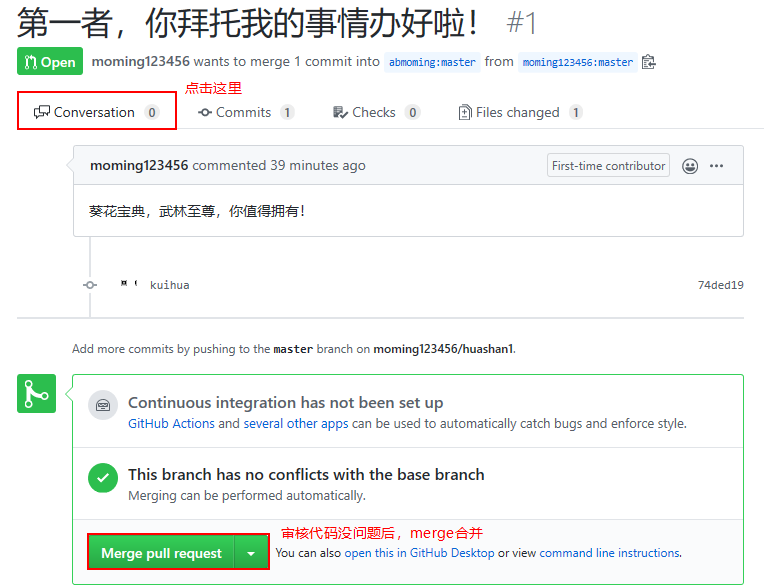 第一者，你拜托我的事情办好啦！ #1
Open moming123456 wants to merge 1 commit into abmoming:master from moming123456:master
点击这里
Conversation 0 Commits 1 Checks 0 Files changed 1
moming123456 commented 39 minutes ago First-time contributor
葵花宝典，武林至尊，你值得拥有！
kuihua 74ded19
Add more commits by pushing to the master branch on moming123456/huashan1.
Continuous integration has not been set up
GitHub Actions and several other apps can be used to automatically catch bugs and enforce style.
This branch has no conflicts with the base branch
Merging can be performed automatically.
审核代码没问题后，merge合并
Merge pull request You can also open this in GitHub Desktop or view command line instructions.